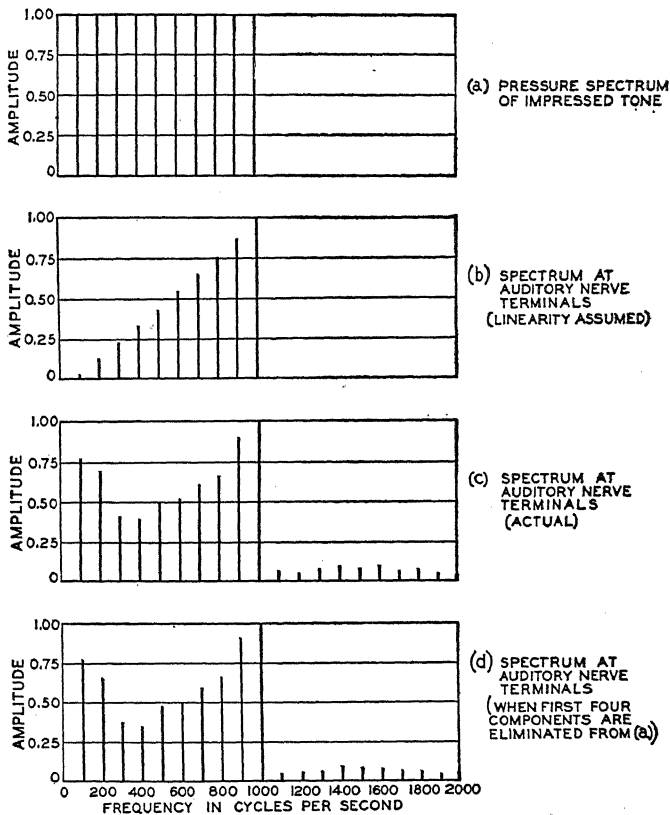 AMPLITUDE
1.00
0.75
0.50
0.25
0
(a) PRESSURE SPECTRUM
OF IMPRESSED TONE
AMPLITUDE
1.00
0.75
0.50
0.25
0
(b) SPECTRUM AT
AUDITORY NERVE
TERMINALS
(LINEARITY ASSUMED)
AMPLITUDE
1.00
0.75
0.50
0.25
0
(c) SPECTRUM AT
AUDITORY NERVE
TERMINALS
(ACTUAL)
AMPLITUDE
1.00
0.75
0.50
0.25
0
(d) SPECTRUM AT
AUDITORY NERVE
TERMINALS
(WHEN FIRST FOUR
COMPONENTS ARE
ELIMINATED FROM (a))
0 200 400 600 800 1000 1200 1400 1600 1800 2000
FREQUENCY IN CYCLES PER SECOND